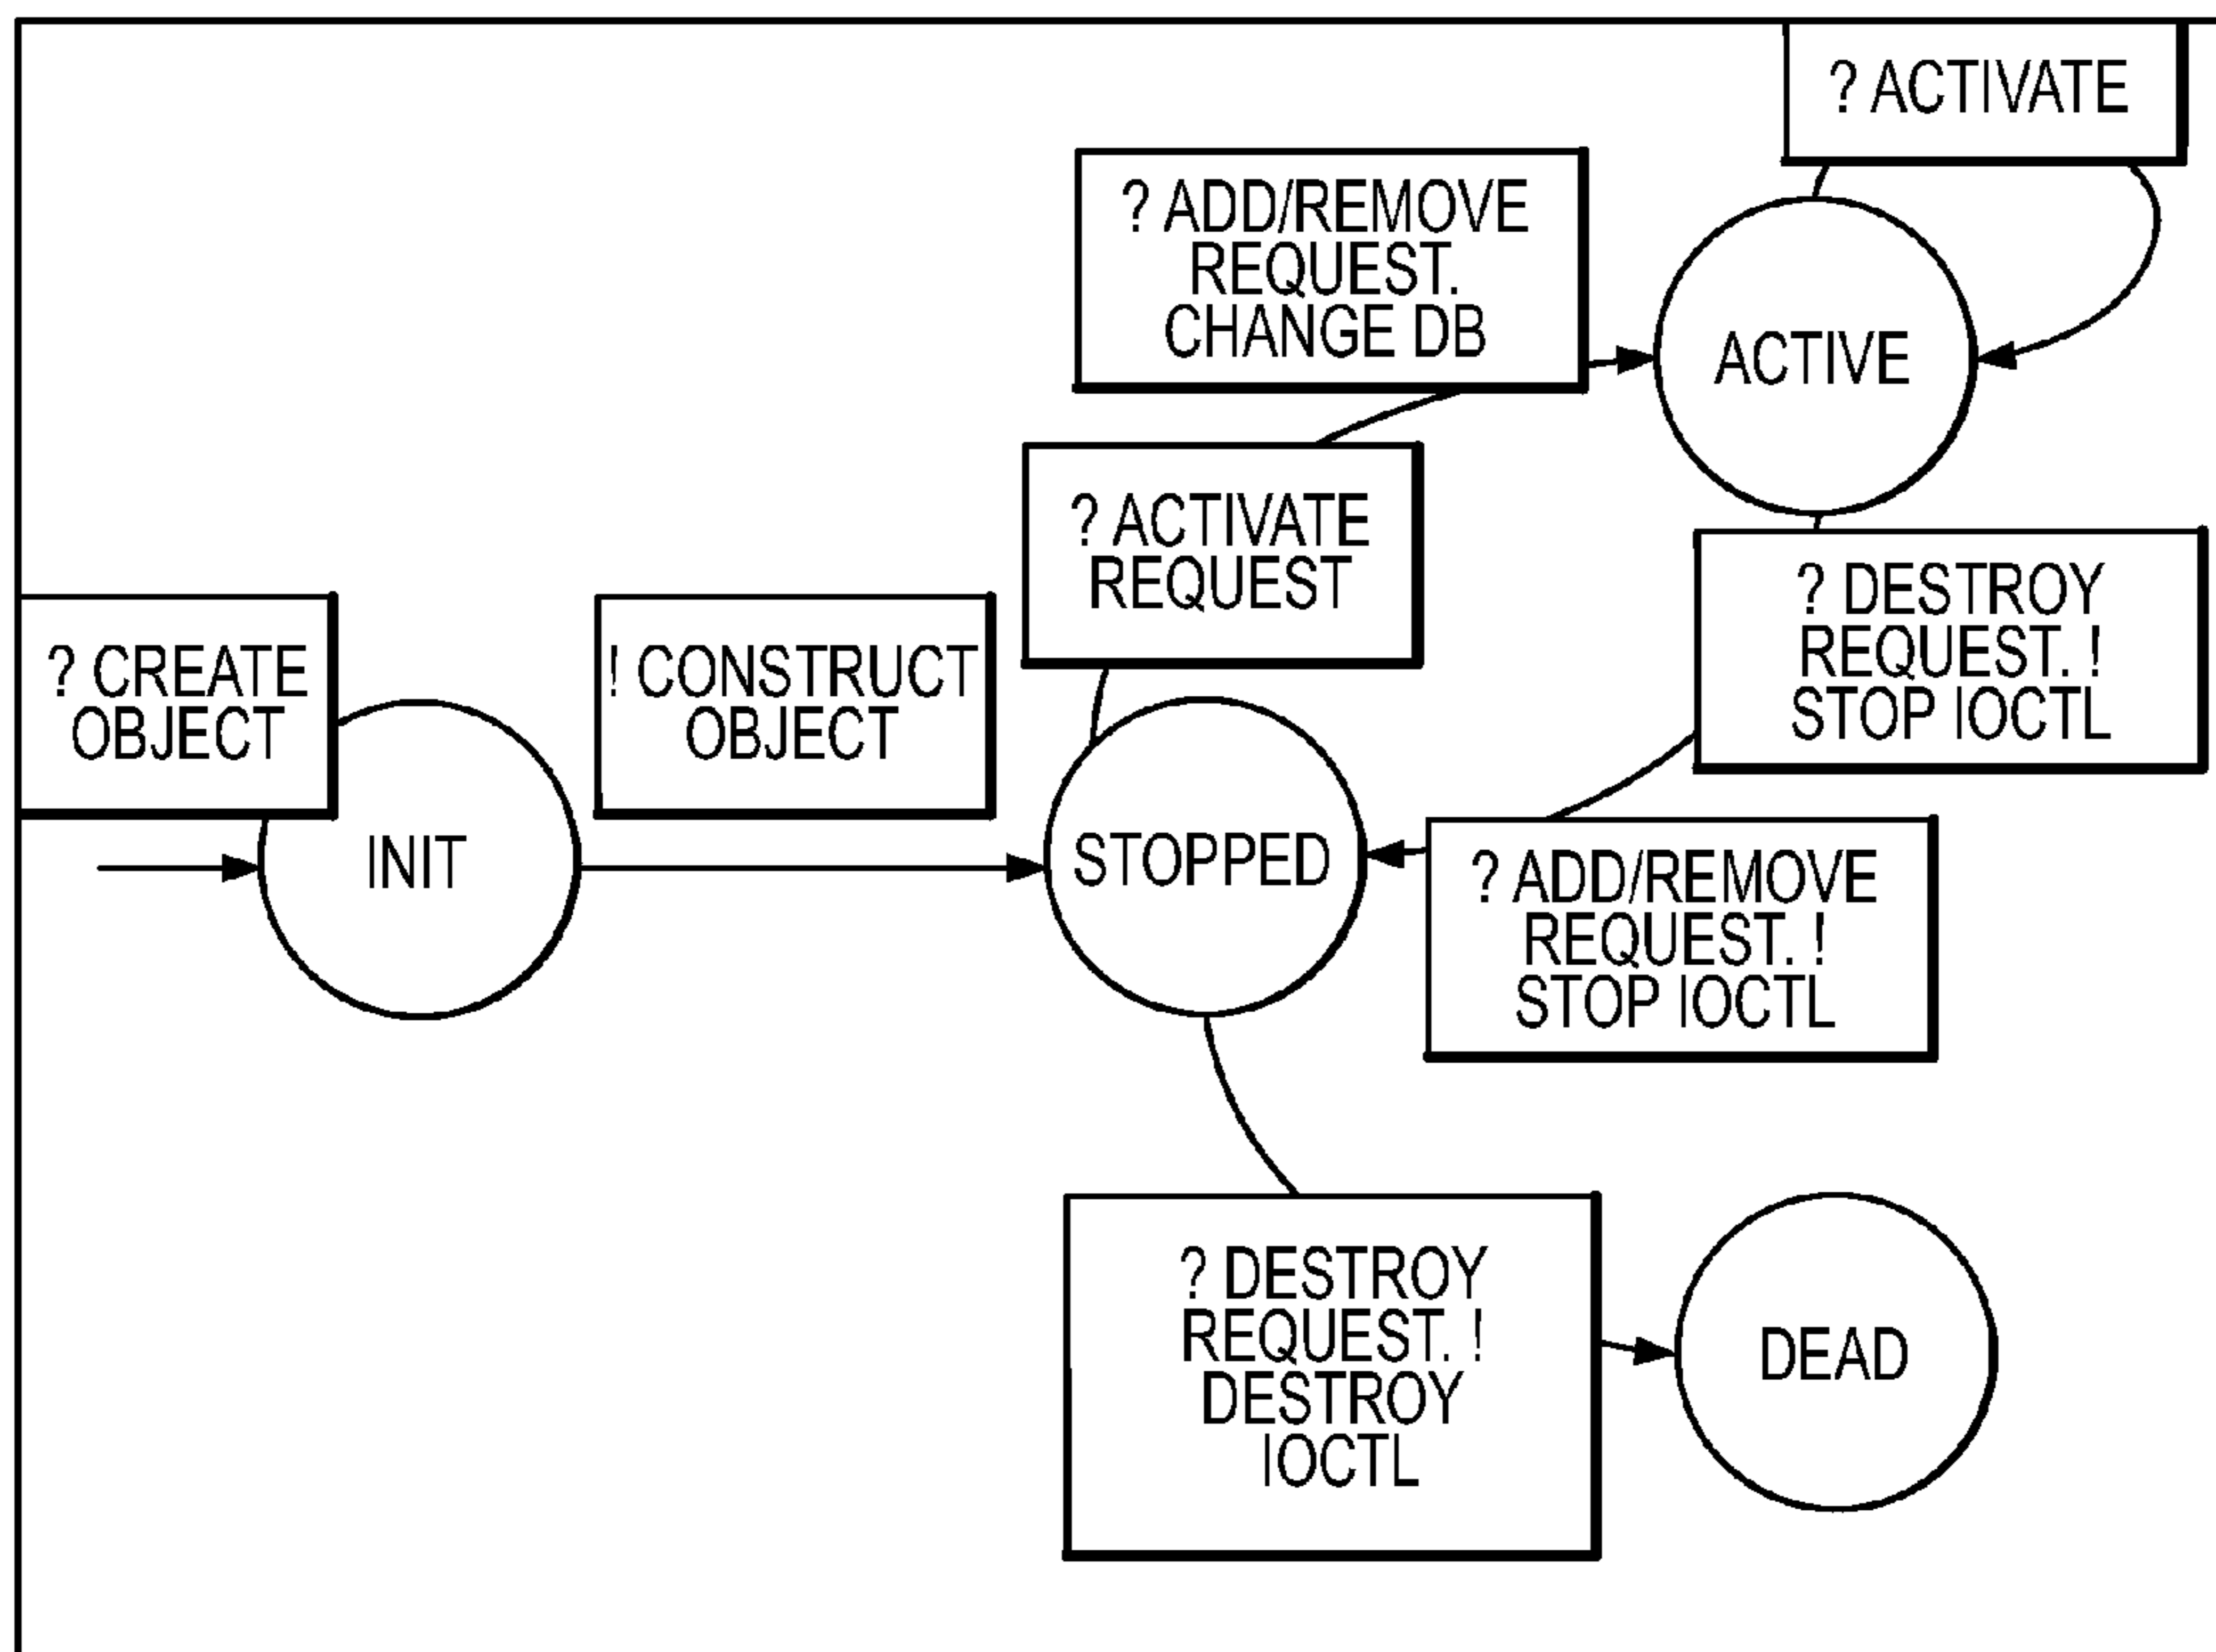 ? ACTIVATE
? ADD/REMOVE
REQUEST.
CHANGE DB
ACTIVE
? ACTIVATE
REQUEST
? DESTROY
REQUEST. !
STOP IOCTL
? CREATE
OBJECT
! CONSTRUCT
OBJECT
INIT
STOPPED
? ADD/REMOVE
REQUEST. !
STOP IOCTL
? DESTROY
REQUEST. !
DESTROY
IOCTL
DEAD